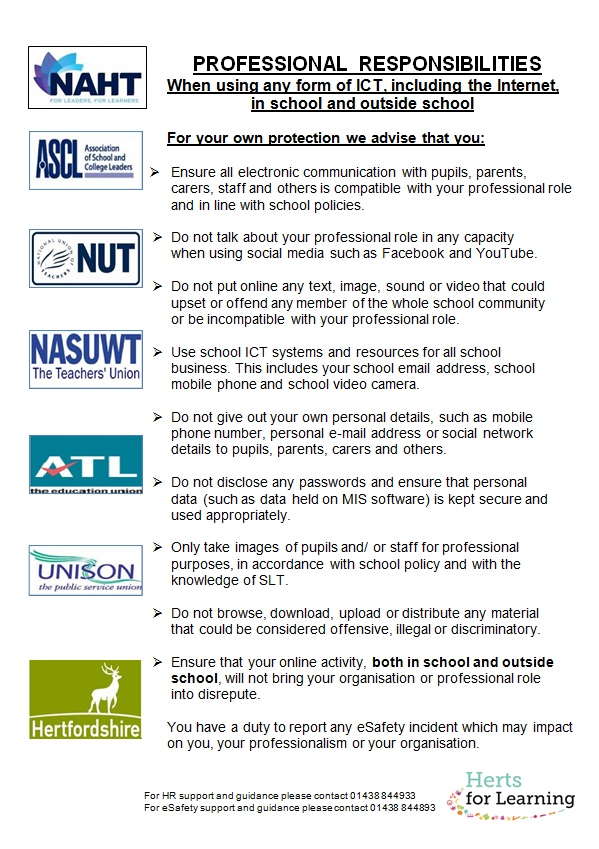 NAHT
FOR LEADERS, FOR LEARNERS
PROFESSIONAL RESPONSIBILITIES
When using any form of ICT, including the Internet,
in school and outside school
ASCL
Association
of School and
College Leaders
For your own protection we advise that you:
Ensure all electronic communication with pupils, parents,
carers, staff and others is compatible with your professional role
and in line with school policies.
NATIONAL UNION OF TEACHERS
NUT
Do not talk about your professional role in any capacity
when using social media such as Facebook and YouTube.
Do not put online any text, image, sound or video that could
upset or offend any member of the whole school community
or be incompatible with your professional role.
NASUWT
The Teachers' Union
Use school ICT systems and resources for all school
business. This includes your school email address, school
mobile phone and school video camera.
Do not give out your own personal details, such as mobile
phone number, personal e-mail address or social network
details to pupils, parents, carers and others.
ATL
the education union
Do not disclose any passwords and ensure that personal
data (such as data held on MIS software) is kept secure and
used appropriately.
UNISON
the public service union
Only take images of pupils and/ or staff for professional
purposes, in accordance with school policy and with the
knowledge of SLT.
Do not browse, download, upload or distribute any material
that could be considered offensive, illegal or discriminatory.
Hertfordshire
Ensure that your online activity, both in school and outside
school, will not bring your organisation or professional role
into disrepute.
You have a duty to report any eSafety incident which may impact
on you, your professionalism or your organisation.
For HR support and guidance please contact 01438 844933
For eSafety support and guidance please contact 01438 844893
Herts
for Learning